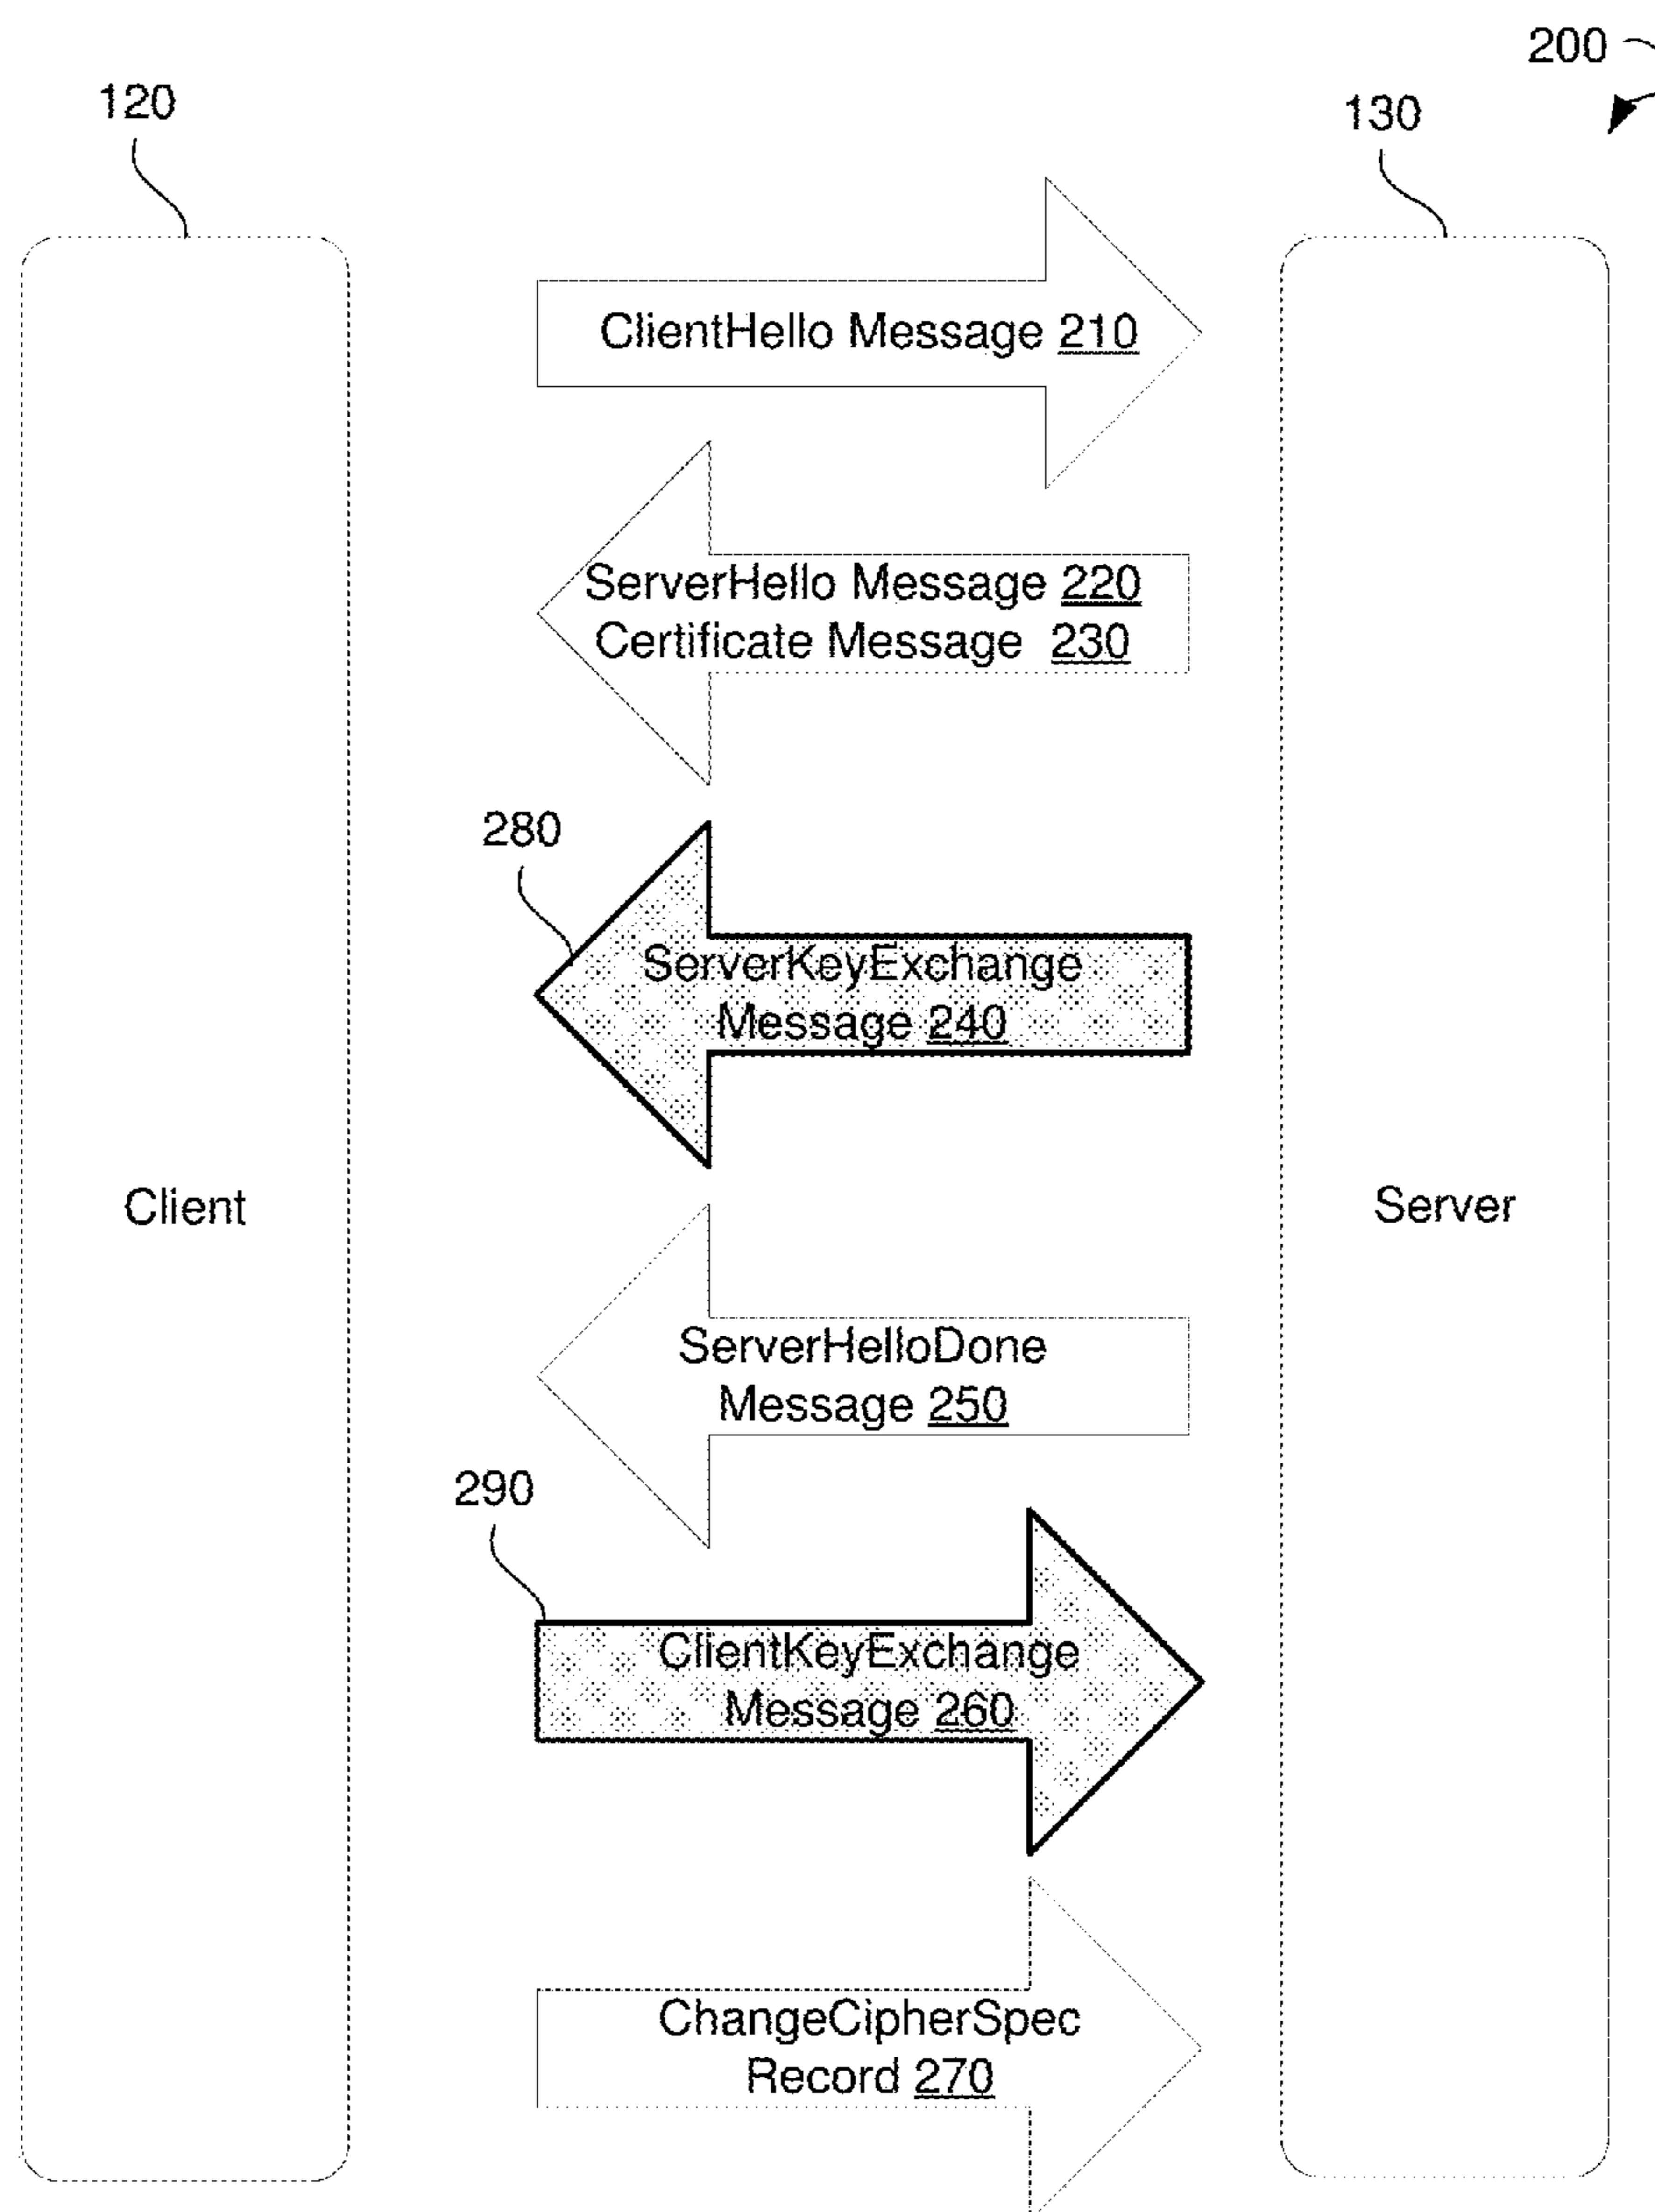 200
120
130
ClientHello Message 210
ServerHello Message 220
Certificate Message 230
280
ServerKeyExchange
Message 240
Client
Server
ServerHelloDone
Message 250
290
ClientKeyExchange
Message 260
ChangeCipherSpec
Record 270